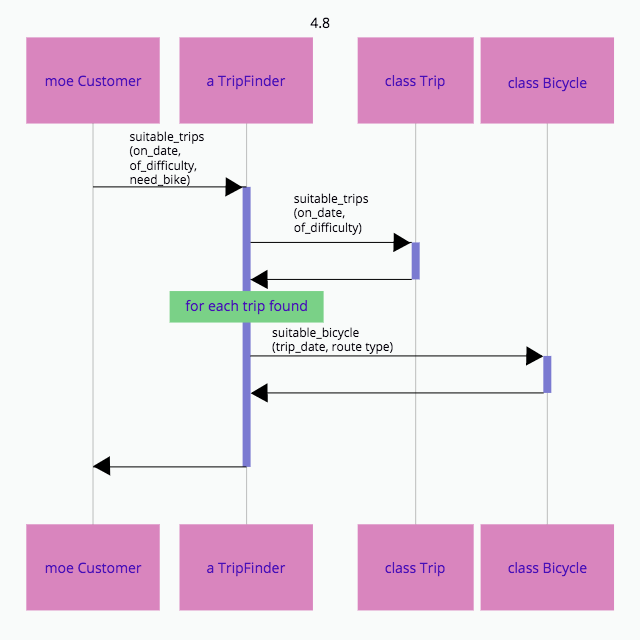 4.8
moe Customer
a TripFinder
class Trip
class Bicycle
suitable_trips
(on_date,
of_difficulty,
need_bike)
suitable_trips
(on_date,
of_difficulty)
for each trip found
suitable_bicycle
(trip_date, route type)
moe Customer
a TripFinder
class Trip
class Bicycle